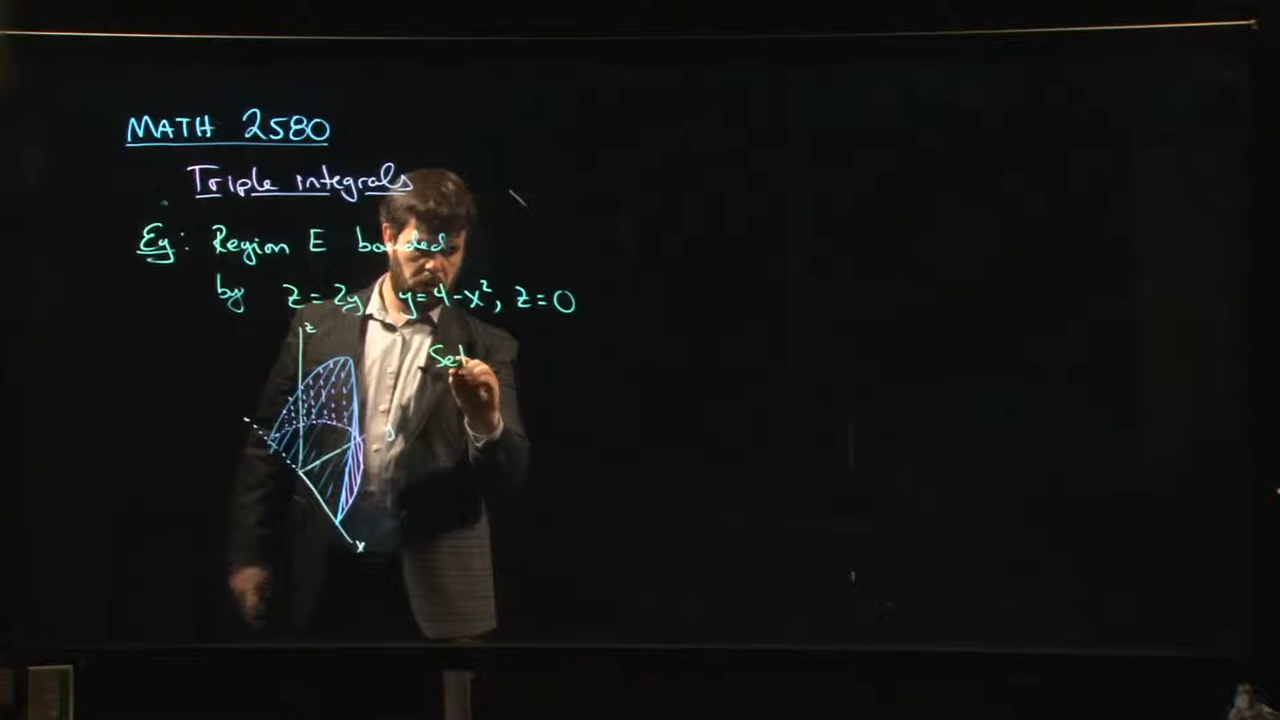 MATH 2580
Triple integrals
Eg: Region E bounded
by z = 2y y = 4 - x², z = 0
z
Set
y
x